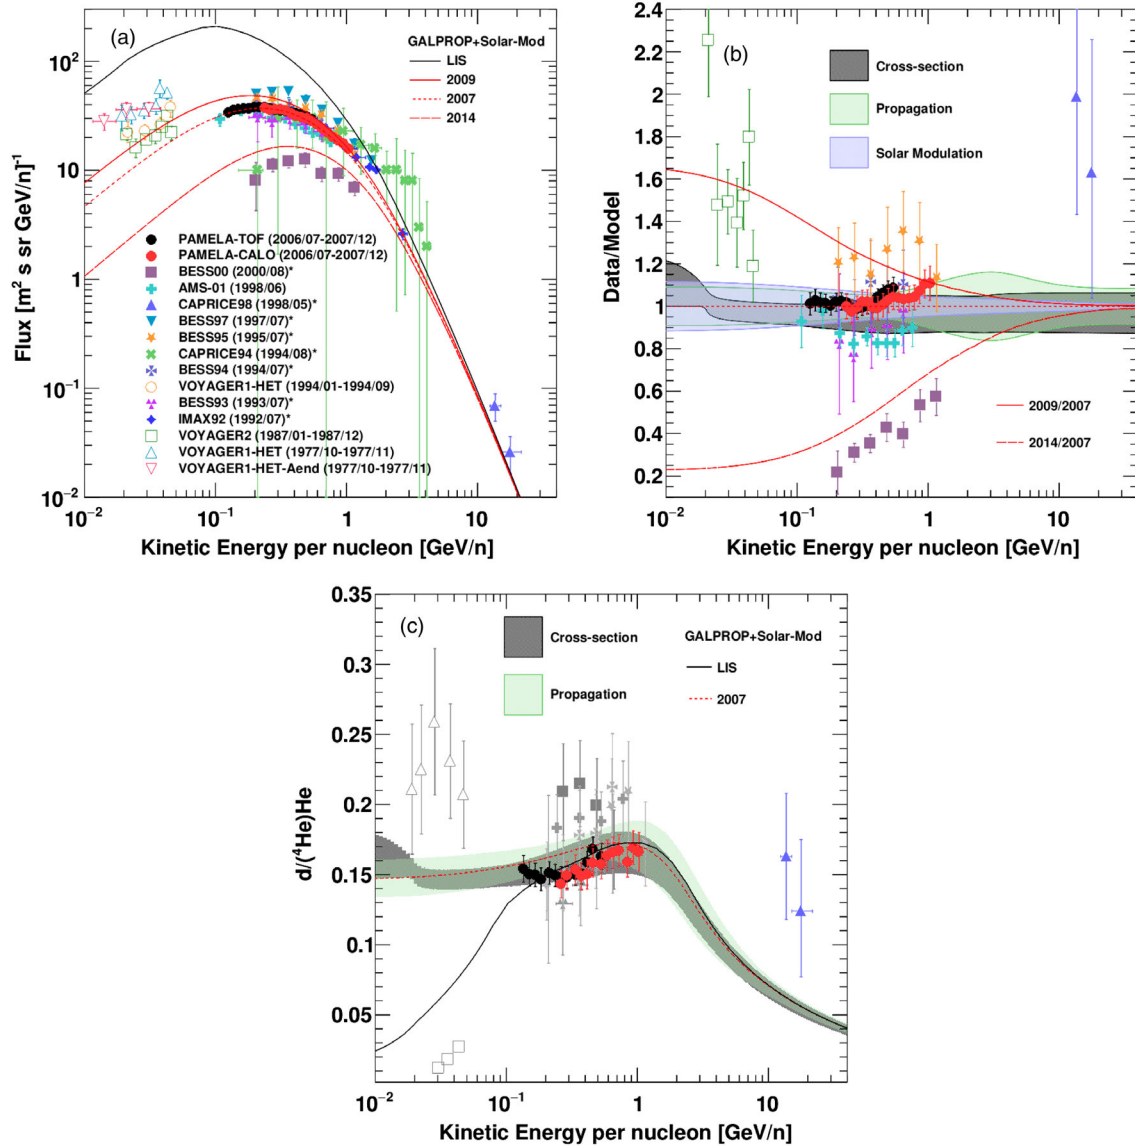 (a)
GALPROP+Solar-Mod
LIS
2009
2007
2014
10²
10
1
10⁻¹
10⁻²
Flux [m² s sr GeV/n]⁻¹
PAMELA-TOF (2006/07-2007/12)
PAMELA-CALO (2006/07-2007/12)
BESS00 (2000/08)*
AMS-01 (1998/06)
CAPRICE98 (1998/05)*
BESS97 (1997/07)*
BESS95 (1995/07)*
CAPRICE94 (1994/08)*
BESS94 (1994/07)*
VOYAGER1-HET (1994/01-1994/09)
BESS93 (1993/07)*
IMAX92 (1992/07)*
VOYAGER2 (1987/01-1987/12)
VOYAGER1-HET (1977/10-1977/11)
VOYAGER1-HET-Aend (1977/10-1977/11)
10⁻² 10⁻¹ 1 10
Kinetic Energy per nucleon [GeV/n]
(b)
Cross-section
Propagation
Solar Modulation
2.4
2.2
2
1.8
1.6
1.4
1.2
1
0.8
0.6
0.4
0.2
Data/Model
2009/2007
2014/2007
10⁻² 10⁻¹ 1 10
Kinetic Energy per nucleon [GeV/n]
(c)
Cross-section
Propagation
GALPROP+Solar-Mod
LIS
2007
0.35
0.3
0.25
0.2
0.15
0.1
0.05
d/(⁴He)He
10⁻² 10⁻¹ 1 10
Kinetic Energy per nucleon [GeV/n]